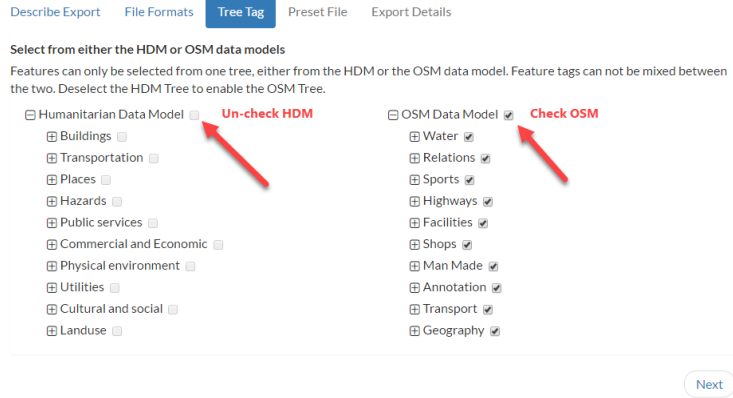 Describe Export File Formats Tree Tag Preset File Export Details
Select from either the HDM or OSM data models
Features can only be selected from one tree, either from the HDM or the OSM data model. Feature tags can not be mixed between
the two. Deselect the HDM Tree to enable the OSM Tree.
Humanitarian Data Model Un-check HDM
Buildings
Transportation
Places
Hazards
Public services
Commercial and Economic
Physical environment
Utilities
Cultural and social
Landuse
OSM Data Model Check OSM
Water
Relations
Sports
Highways
Facilities
Shops
Man Made
Annotation
Transport
Geography
Next